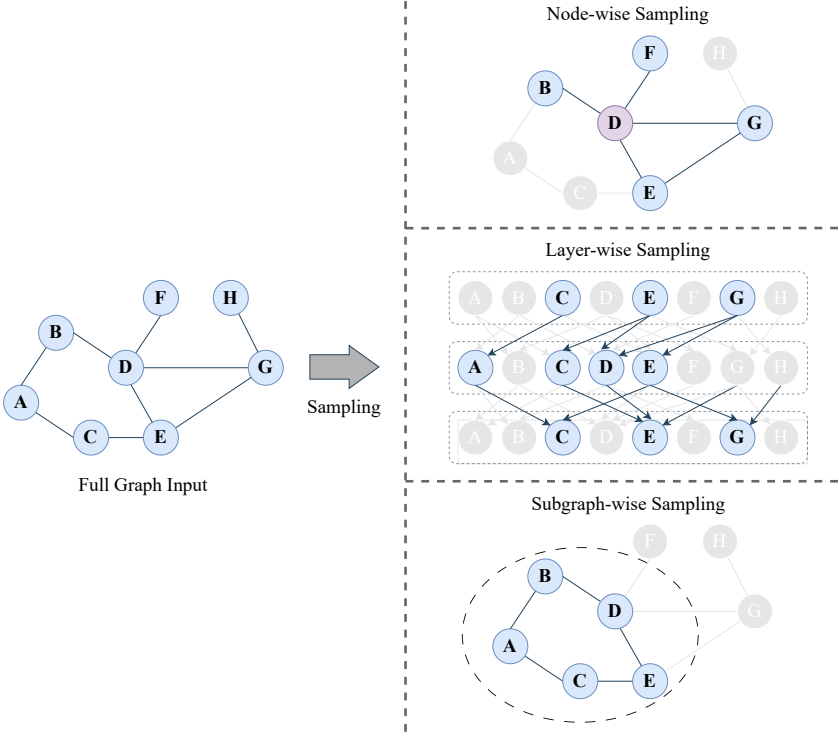 Node-wise Sampling
F H
B
D G
A
C E
Layer-wise Sampling
A B C D E F G H
A B C D E F G H
A B C D E F G H
F H
B
D G
A
C E
Sampling
Full Graph Input
Subgraph-wise Sampling
F H
B
D G
A
C E